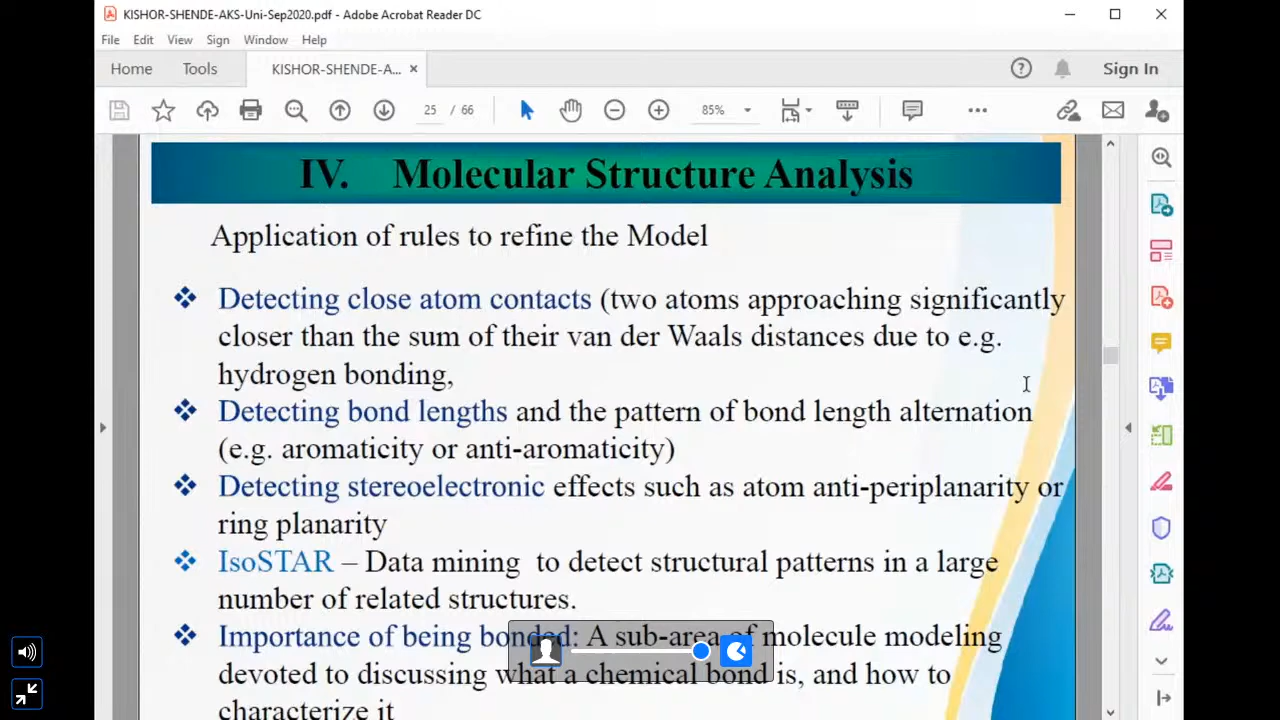 KISHOR-SHENDE-AKS-Uni-Sep2020.pdf - Adobe Acrobat Reader DC
File Edit View Sign Window Help
Home Tools KISHOR-SHENDE-A... × Sign In
25 / 66 85%
IV. Molecular Structure Analysis
Application of rules to refine the Model
Detecting close atom contacts (two atoms approaching significantly
closer than the sum of their van der Waals distances due to e.g.
hydrogen bonding,
Detecting bond lengths and the pattern of bond length alternation
(e.g. aromaticity or anti-aromaticity)
Detecting stereoelectronic effects such as atom anti-periplanarity or
ring planarity
IsoSTAR – Data mining to detect structural patterns in a large
number of related structures.
Importance of being bonded: A sub-area of molecule modeling
devoted to discussing what a chemical bond is, and how to
characterize it